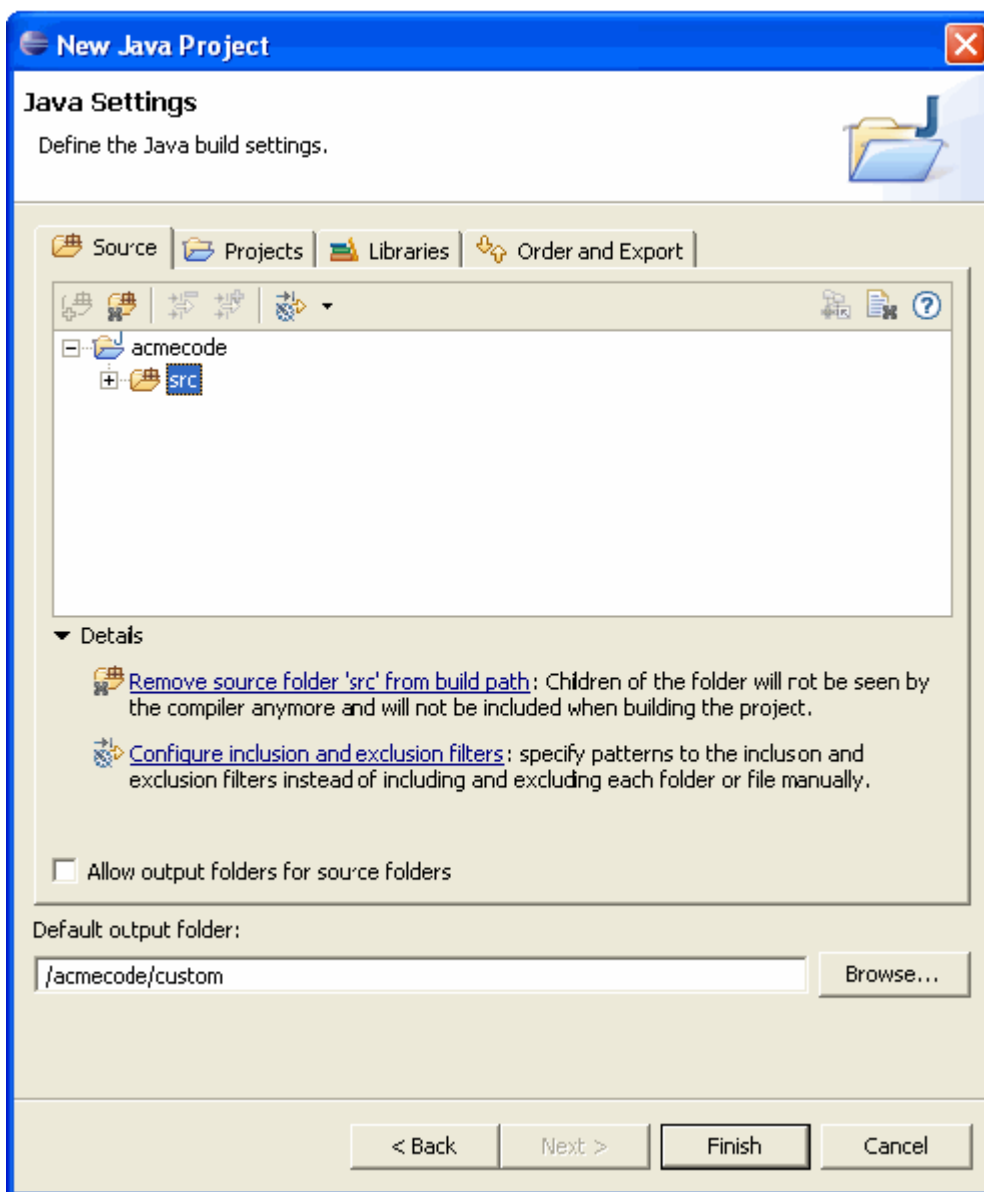 New Java Project
Java Settings
Define the Java build settings.
Source Projects Libraries Order and Export
acmecode
src
Details
Remove source folder 'src' from build path: Children of the folder will not be seen by
the compiler anymore and will not be included when building the project.
Configure inclusion and exclusion filters: specify patterns to the incluson and
exclusion filters instead of including and excluding each folder or file manually.
Allow output folders for source folders
Default output folder:
/acmecode/custom
Browse...
< Back Next > Finish Cancel